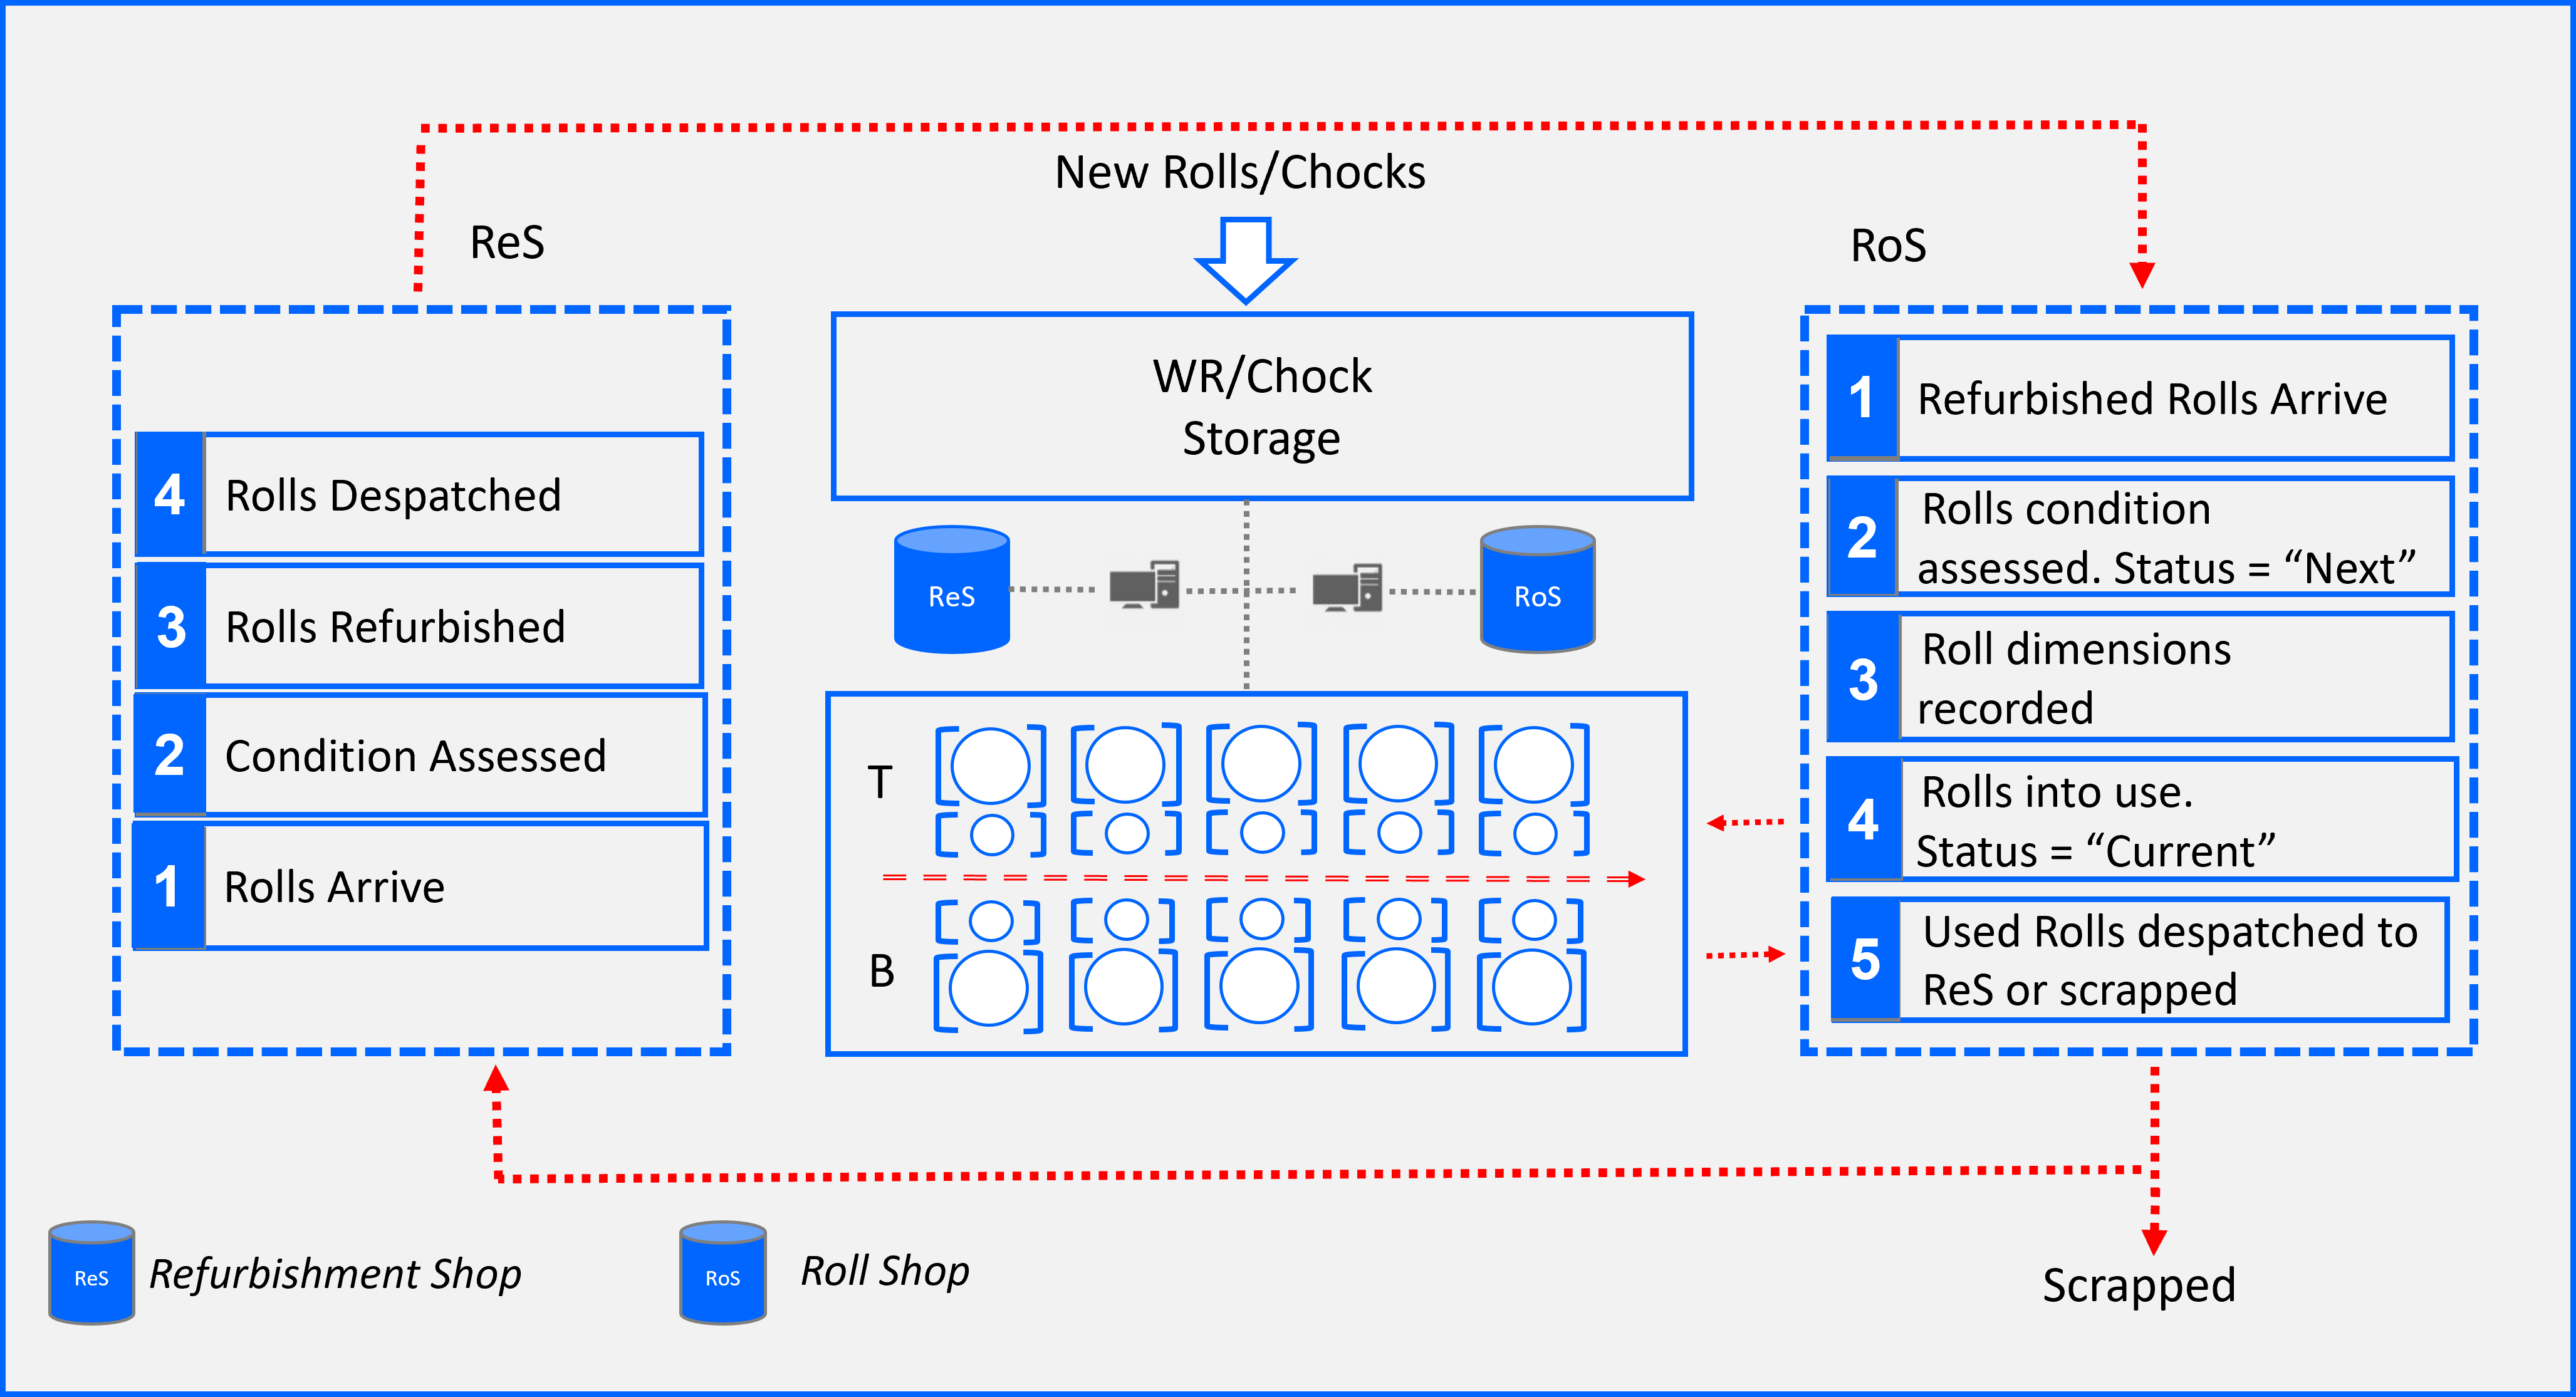 New Rolls/Chocks
ReS
RoS
4
Rolls Despatched
3
Rolls Refurbished
2
Condition Assessed
1
Rolls Arrive
WR/Chock
Storage
ReS
RoS
T
B
1
Refurbished Rolls Arrive
2
Rolls condition
assessed. Status = “Next”
3
Roll dimensions
recorded
4
Rolls into use.
Status = “Current”
5
Used Rolls despatched to
ReS or scrapped
ReS
Refurbishment Shop
RoS
Roll Shop
Scrapped